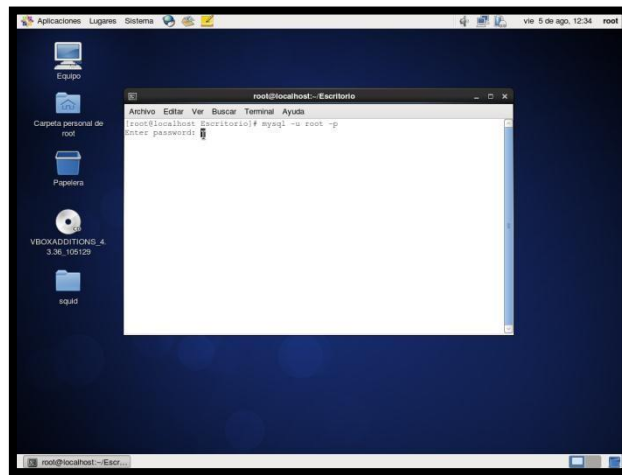 Aplicaciones Lugares Sistema
vie 5 de ago, 12:34 root
Equipo
Carpeta personal de
root
Papelera
VBOXADDITIONS_4.
3.36_105129
squid
root@localhost:~/Escritorio
Archivo Editar Ver Buscar Terminal Ayuda
[root@localhost Escritorio]# mysql -u root -p
Enter password:
root@localhost:~/Escr...